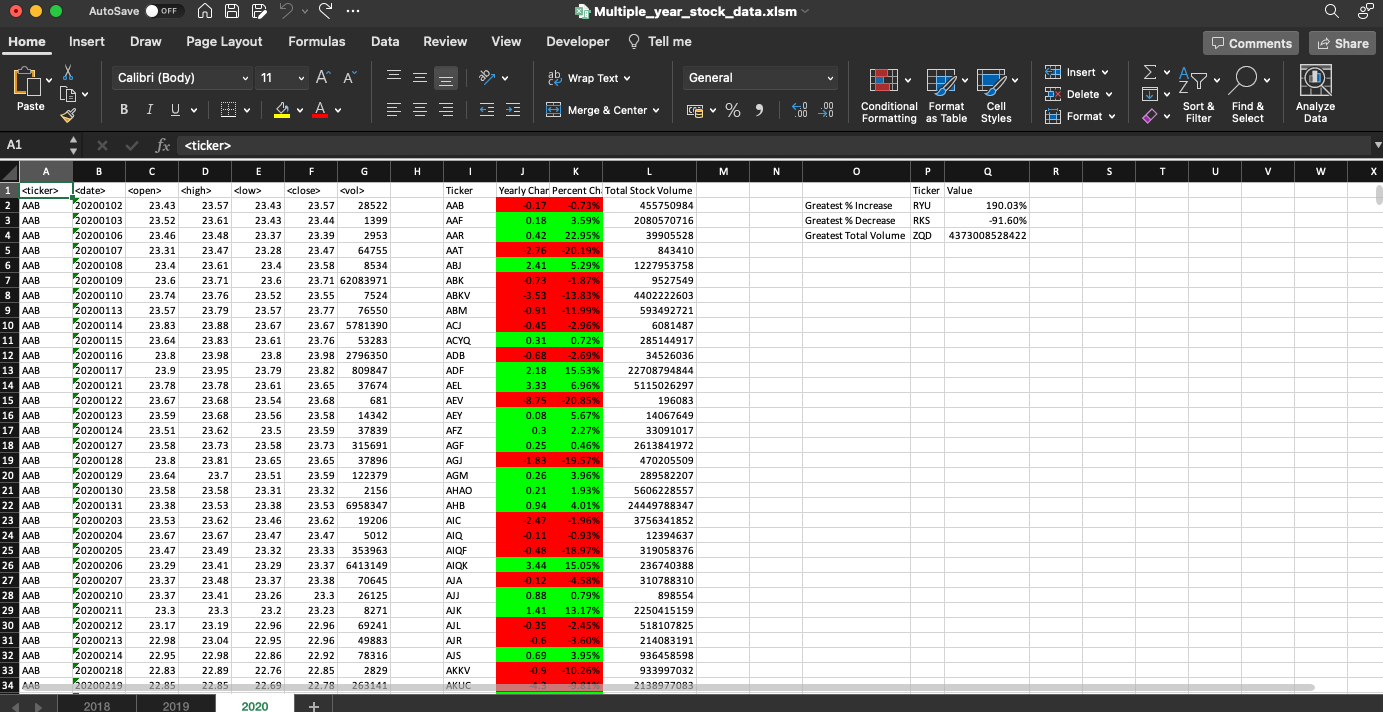 AutoSave OFF ... Multiple_year_stock_data.xlsm
Home Insert Draw Page Layout Formulas Data Review View Developer Tell me Comments Share
Paste Calibri (Body) 11 A A Wrap Text General Conditional Formatting Format as Table Cell Styles Insert Sort & Filter Find & Select Analyze Data
B I U A Merge & Center % Delete
Format
A1 fx <ticker>
A B C D E F G H I J K L M N O P Q R S T U V W X
1 <ticker> <date> <open> <high> <low> <close> <vol> Ticker Yearly Char Percent Ch Total Stock Volume Ticker Value
2 AAB 20200102 23.43 23.57 23.43 23.57 28522 AAB -0.17 -0.73% 455750984 Greatest % Increase RYU 190.03%
3 AAB 20200103 23.52 23.61 23.43 23.44 1399 AAF 0.18 3.59% 2080570716 Greatest % Decrease RKS -91.60%
4 AAB 20200106 23.46 23.48 23.37 23.39 2953 AAR 0.42 22.95% 39905528 Greatest Total Volume ZQD 4373008528422
5 AAB 20200107 23.31 23.47 23.28 23.47 64755 AAT -2.76 -20.19% 843410
6 AAB 20200108 23.4 23.61 23.4 23.58 8534 ABJ 2.41 5.29% 1227953758
7 AAB 20200109 23.6 23.71 23.6 23.71 62083971 ABK -0.73 -1.87% 9527549
8 AAB 20200110 23.74 23.76 23.52 23.55 7524 ABKV -3.53 -13.83% 4402222603
9 AAB 20200113 23.57 23.79 23.57 23.77 76550 ABM -0.91 -11.99% 593492721
10 AAB 20200114 23.83 23.88 23.67 23.67 5781390 ACJ -0.45 -2.96% 6081487
11 AAB 20200115 23.64 23.83 23.61 23.76 53283 ACYQ 0.31 0.72% 285144917
12 AAB 20200116 23.8 23.98 23.8 23.98 2796350 ADB -0.68 -2.69% 34526036
13 AAB 20200117 23.9 23.95 23.79 23.82 809847 ADF 2.18 15.53% 22708794844
14 AAB 20200121 23.78 23.78 23.61 23.65 37674 AEL 3.33 6.96% 5115026297
15 AAB 20200122 23.67 23.68 23.54 23.68 681 AEV -8.75 -20.85% 196083
16 AAB 20200123 23.59 23.68 23.56 23.58 14342 AEY 0.08 5.67% 14067649
17 AAB 20200124 23.51 23.62 23.5 23.59 37839 AFZ 0.3 2.27% 33091017
18 AAB 20200127 23.58 23.73 23.58 23.73 315691 AGF 0.25 0.46% 2613841972
19 AAB 20200128 23.8 23.81 23.65 23.65 37896 AGJ -1.83 -19.57% 470205509
20 AAB 20200129 23.64 23.7 23.51 23.59 122379 AGM 0.26 3.96% 289582207
21 AAB 20200130 23.58 23.58 23.31 23.32 2156 AHAO 0.21 1.93% 5606228557
22 AAB 20200131 23.38 23.53 23.38 23.53 6958347 AHB 0.94 4.01% 24449788347
23 AAB 20200203 23.53 23.62 23.46 23.62 19206 AIC -2.47 -1.96% 3756341852
24 AAB 20200204 23.67 23.67 23.47 23.47 5012 AIQ -0.11 -0.93% 12394637
25 AAB 20200205 23.47 23.49 23.32 23.33 353963 AIQF -0.48 -18.97% 319058376
26 AAB 20200206 23.29 23.41 23.29 23.37 6413149 AIQK 3.44 15.05% 236740388
27 AAB 20200207 23.37 23.48 23.37 23.38 70645 AJA -0.12 -4.58% 310788310
28 AAB 20200210 23.37 23.41 23.26 23.3 26125 AJJ 0.88 0.79% 898554
29 AAB 20200211 23.3 23.3 23.2 23.23 8271 AJK 1.41 13.17% 2250415159
30 AAB 20200212 23.17 23.19 22.96 22.96 69241 AJL -0.35 -2.45% 518107825
31 AAB 20200213 22.98 23.04 22.95 22.96 49883 AJR -0.6 -3.60% 214083191
32 AAB 20200214 22.95 22.98 22.86 22.92 78316 AJS 0.69 3.95% 936458598
33 AAB 20200218 22.83 22.89 22.76 22.85 2829 AKKV -0.9 -10.26% 933997032
34 AAB 20200219 22.85 22.85 22.69 22.78 263141 AKUC -4.3 -9.81% 2138977083
2018 2019 2020 +